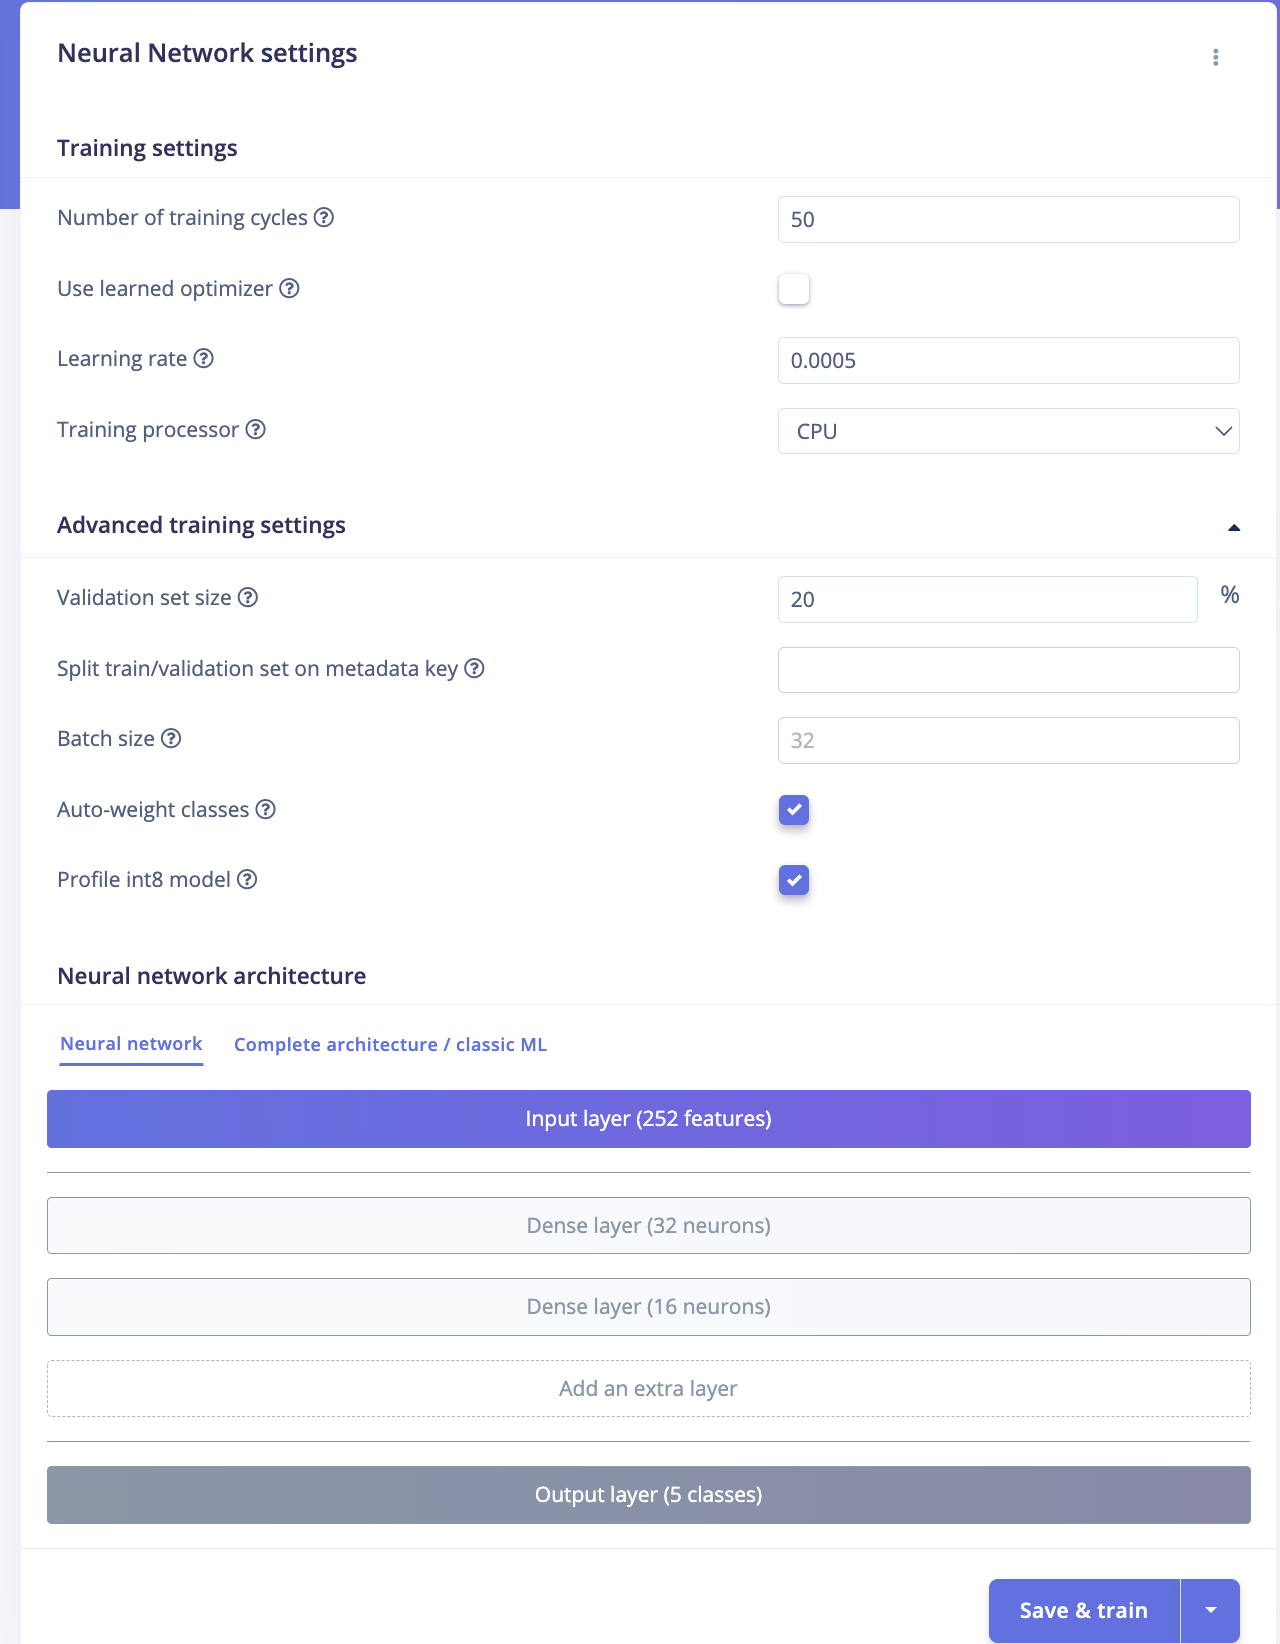 Neural Network settings
Training settings
Number of training cycles
50
Use learned optimizer
Learning rate
0.0005
Training processor
CPU
Advanced training settings
Validation set size
20
%
Split train/validation set on metadata key
Batch size
32
Auto-weight classes
Profile int8 model
Neural network architecture
Neural network
Complete architecture / classic ML
Input layer (252 features)
Dense layer (32 neurons)
Dense layer (16 neurons)
Add an extra layer
Output layer (5 classes)
Save & train